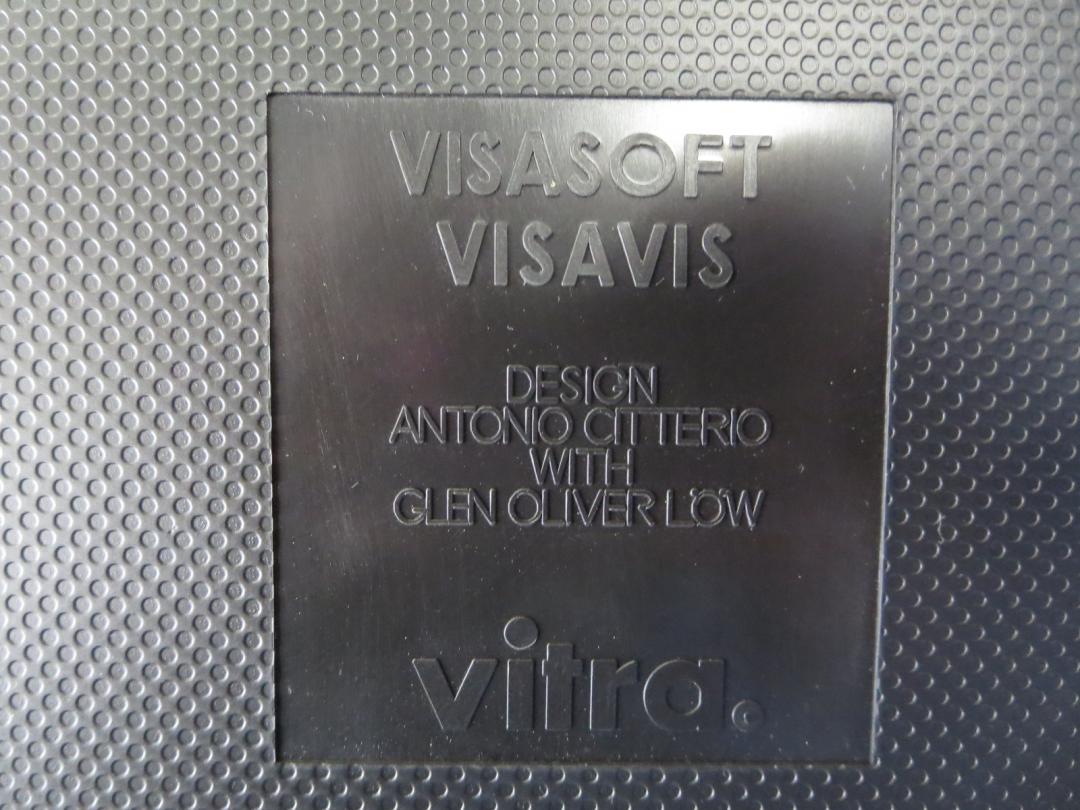 VISASOFT
VISAVIS
DESIGN
ANTONIO CITTERIO
WITH
GLEN OLIVER LÖW
vitra.©